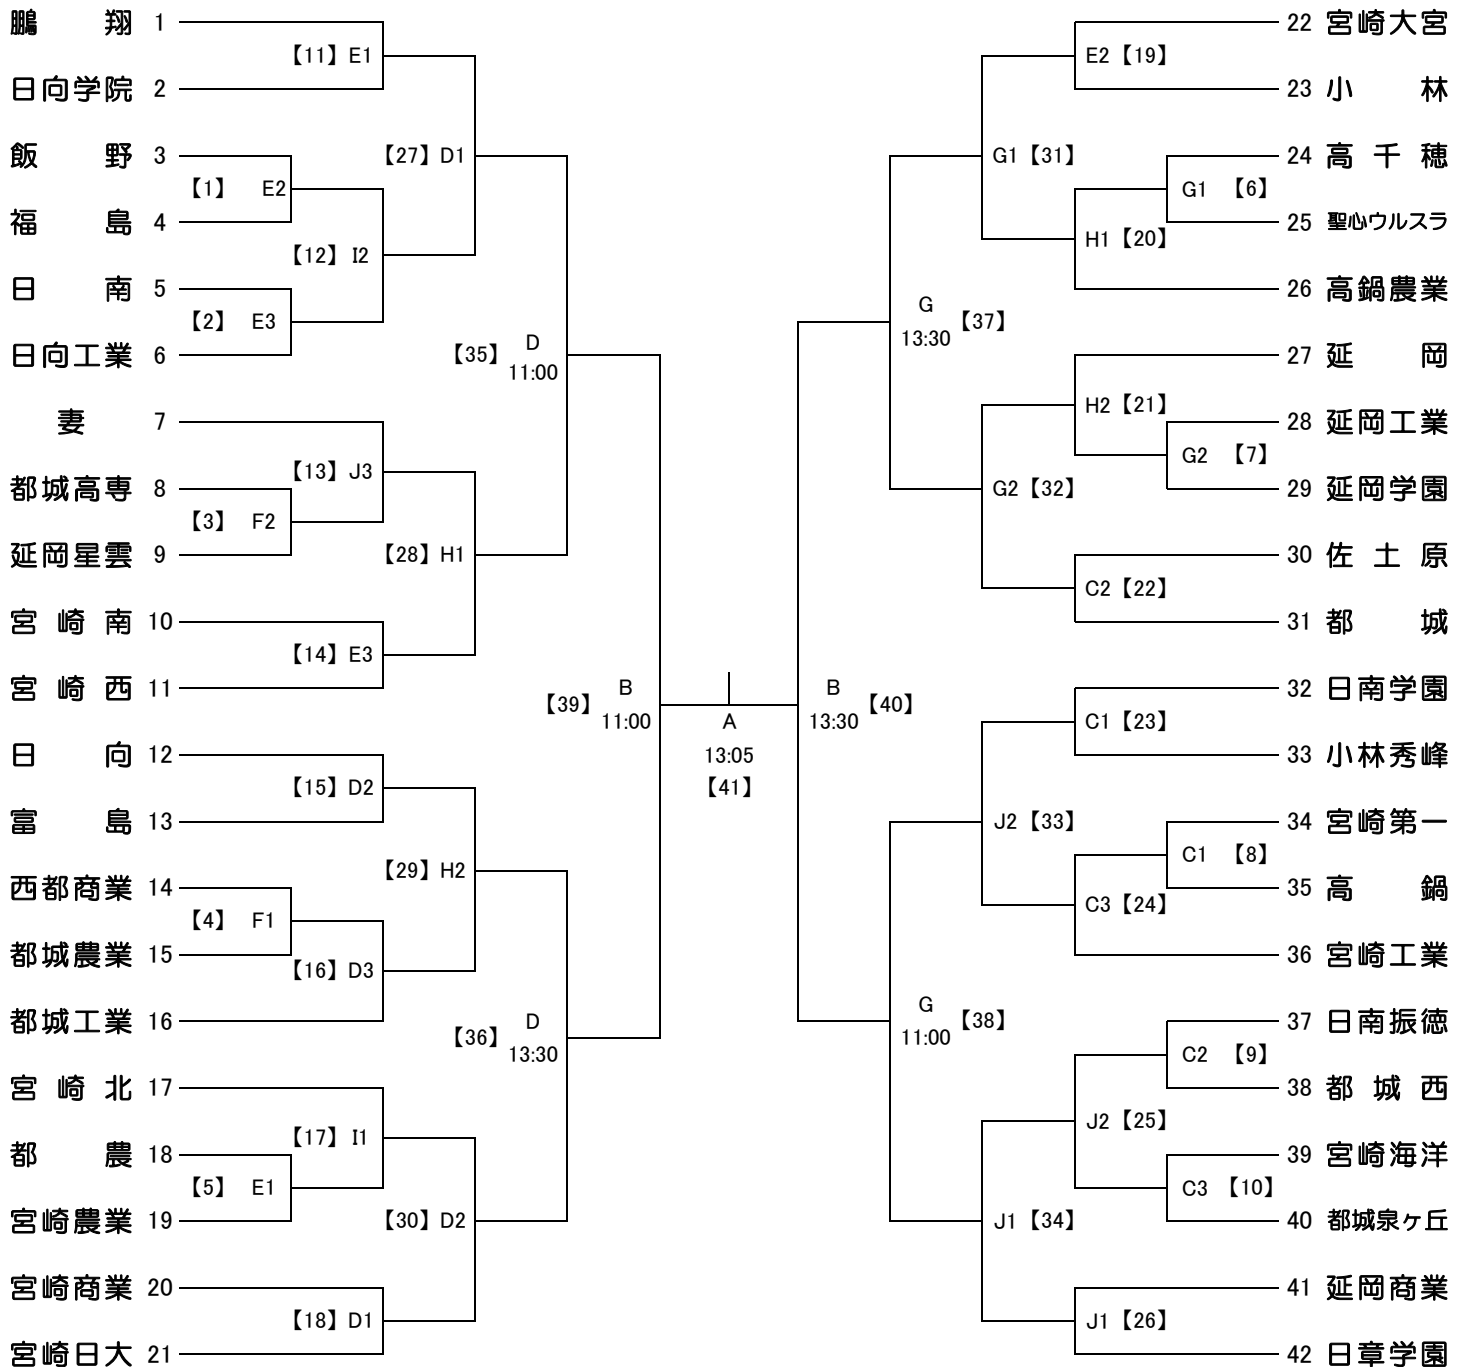 鵬翔 1
【11】 E1
日向学院 2
飯野 3
【27】 D1
【1】 E2
福島 4
【12】 I2
日南 5
【2】 E3
日向工業 6
【35】 D
11:00
妻 7
【13】 J3
都城高専 8
【3】 F2
延岡星雲 9
【28】 H1
宮崎南 10
【14】 E3
宮崎西 11
【39】 B
11:00
日向 12
【15】 D2
富島 13
【29】 H2
西都商業 14
【4】 F1
都城農業 15
【16】 D3
都城工業 16
【36】 D
13:30
宮崎北 17
【17】 I1
都農 18
【5】 E1
宮崎農業 19
【30】 D2
宮崎商業 20
【18】 D1
宮崎日大 21
A
13:05
【41】
22 宮崎大宮
E2 【19】
23 小林
24 高千穂
G1 【31】
G1 【6】
25 聖心ウルスラ
H1 【20】
26 高鍋農業
G
13:30 【37】
27 延岡
H2 【21】
28 延岡工業
G2 【7】
29 延岡学園
G2 【32】
30 佐土原
C2 【22】
31 都城
B
13:30 【40】
32 日南学園
C1 【23】
33 小林秀峰
34 宮崎第一
J2 【33】
C1 【8】
35 高鍋
C3 【24】
36 宮崎工業
G
11:00 【38】
37 日南振徳
C2 【9】
38 都城西
J2 【25】
39 宮崎海洋
C3 【10】
40 都城泉ヶ丘
J1 【34】
41 延岡商業
J1 【26】
42 日章学園